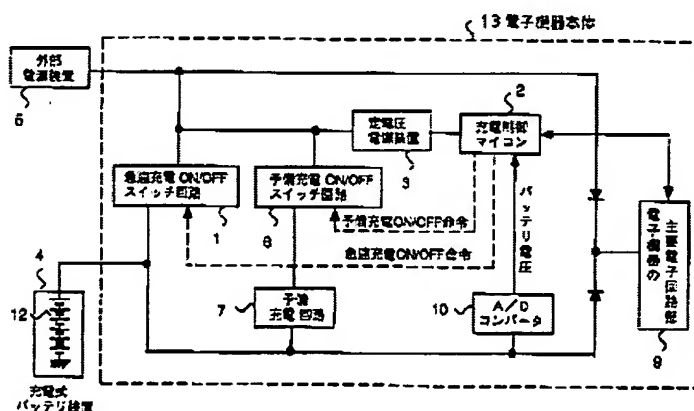 13 電子機器本体
外部
電源装置
5
2
充電制御
マイコン
定電圧
電源装置
3
急速充電 ON/OFF
スイッチ回路
1
予備充電 ON/OFF
スイッチ回路
6
予備充電ON/OFF命令
急速充電ON/OFF命令
バッテリ電圧
電子機器の
主要電子回路部
9
4
12
7
予備
充電回路
10
A/D
コンバータ
充電式
バッテリ装置